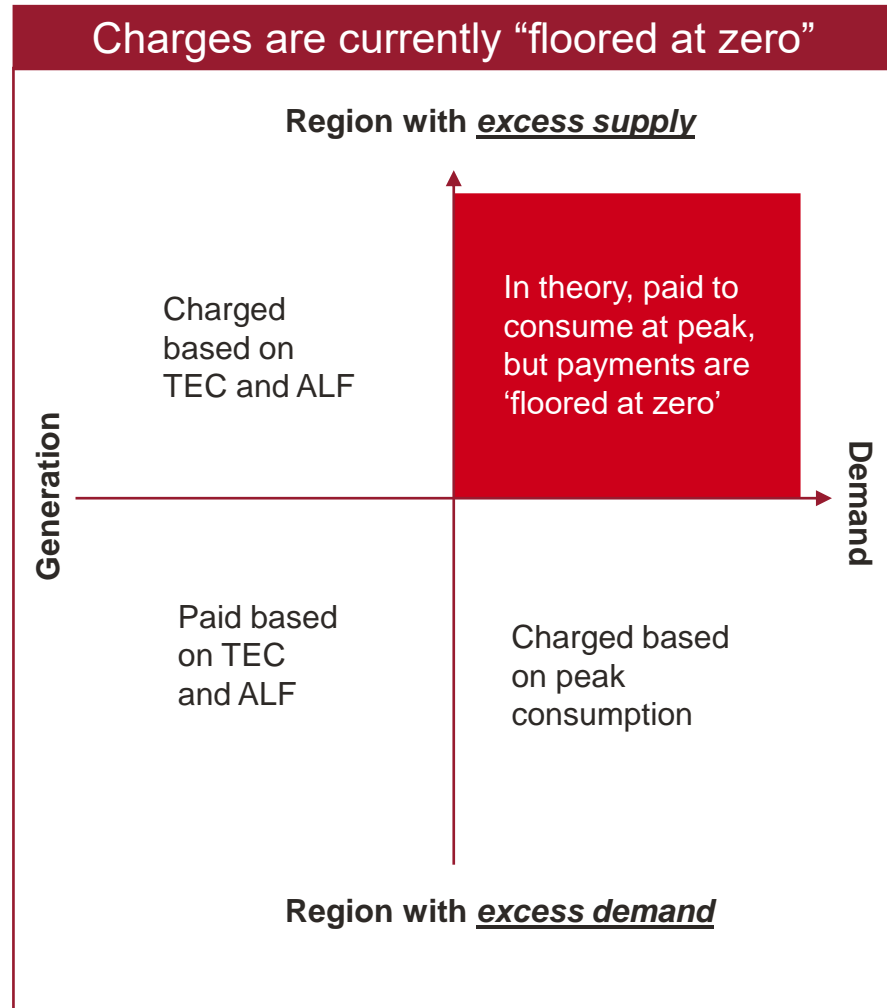 Charges are currently “floored at zero”
Region with excess supply
Charged
based on
TEC and ALF
In theory, paid to
consume at peak,
but payments are
‘floored at zero’
Generation
Demand
Paid based
on TEC
and ALF
Charged based
on peak
consumption
Region with excess demand